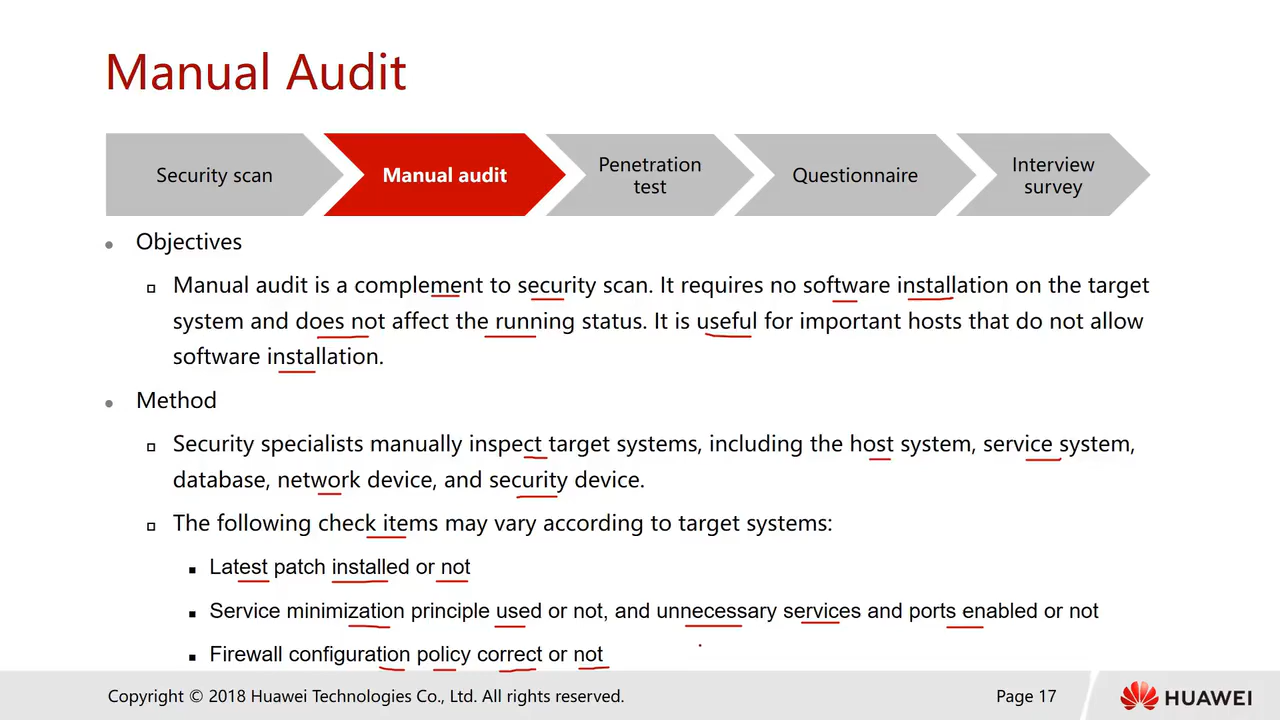 Manual Audit
Security scan
Manual audit
Penetration
test
Questionnaire
Interview
survey
Objectives
Manual audit is a complement to security scan. It requires no software installation on the target
system and does not affect the running status. It is useful for important hosts that do not allow
software installation.
Method
Security specialists manually inspect target systems, including the host system, service system,
database, network device, and security device.
The following check items may vary according to target systems:
Latest patch installed or not
Service minimization principle used or not, and unnecessary services and ports enabled or not
Firewall configuration policy correct or not
Copyright © 2018 Huawei Technologies Co., Ltd. All rights reserved.
Page 17
HUAWEI